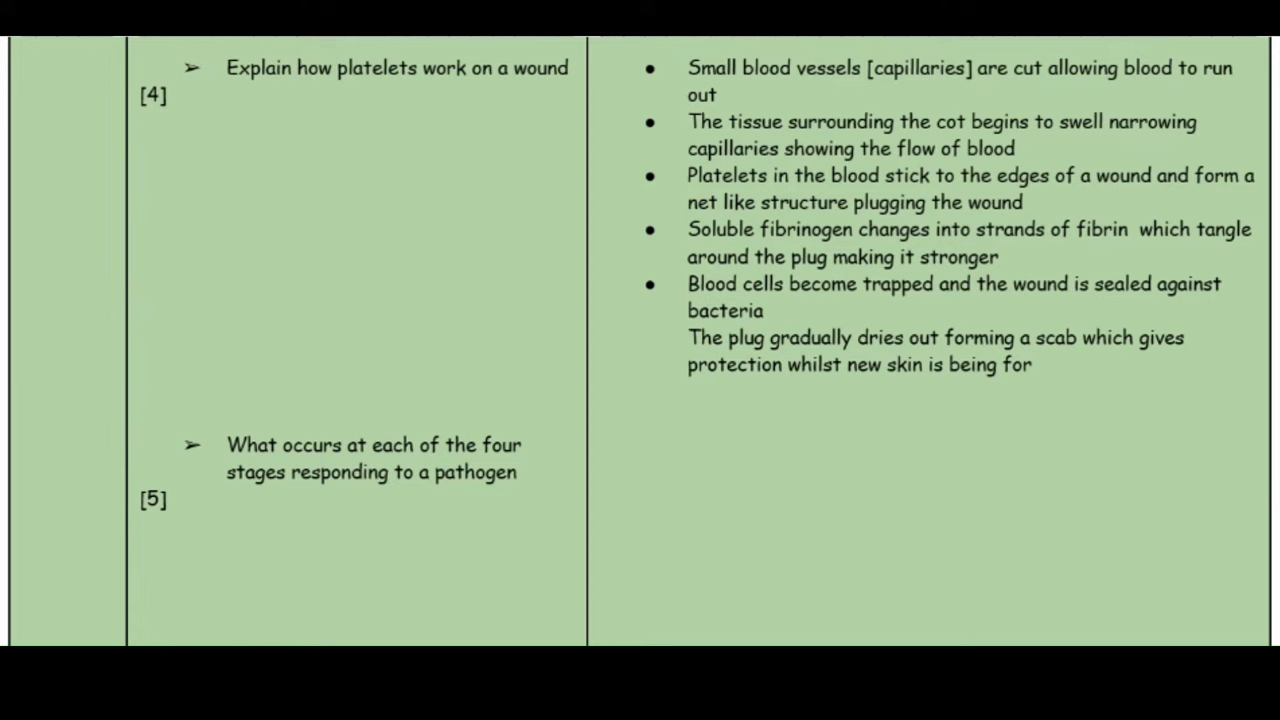 ➢ Explain how platelets work on a wound
[4]
• Small blood vessels [capillaries] are cut allowing blood to run
out
• The tissue surrounding the cot begins to swell narrowing
capillaries showing the flow of blood
• Platelets in the blood stick to the edges of a wound and form a
net like structure plugging the wound
• Soluble fibrinogen changes into strands of fibrin which tangle
around the plug making it stronger
• Blood cells become trapped and the wound is sealed against
bacteria
The plug gradually dries out forming a scab which gives
protection whilst new skin is being for
➢ What occurs at each of the four
stages responding to a pathogen
[5]